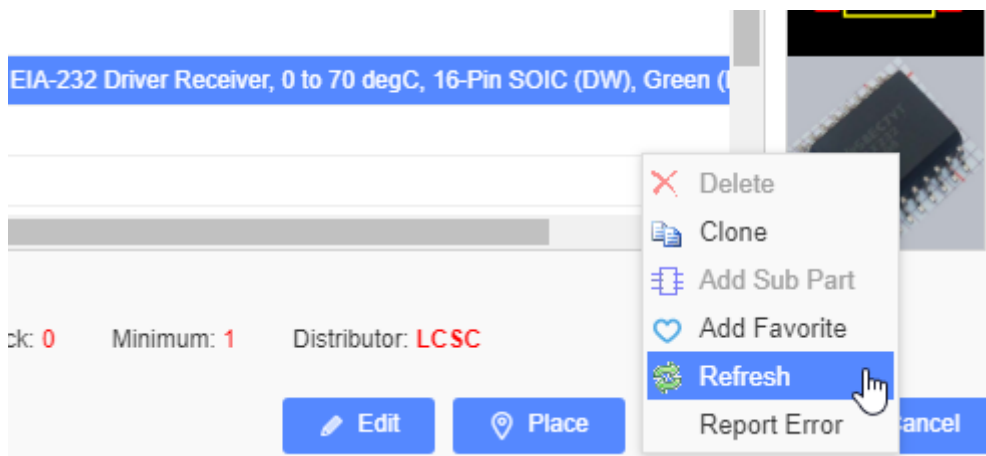 EIA-232 Driver Receiver, 0 to 70 degC, 16-Pin SOIC (DW), Green (
Delete
Clone
Add Sub Part
Add Favorite
ck: 0 Minimum: 1 Distributor: LCSC
Refresh
Edit Place
Report Error
ancel